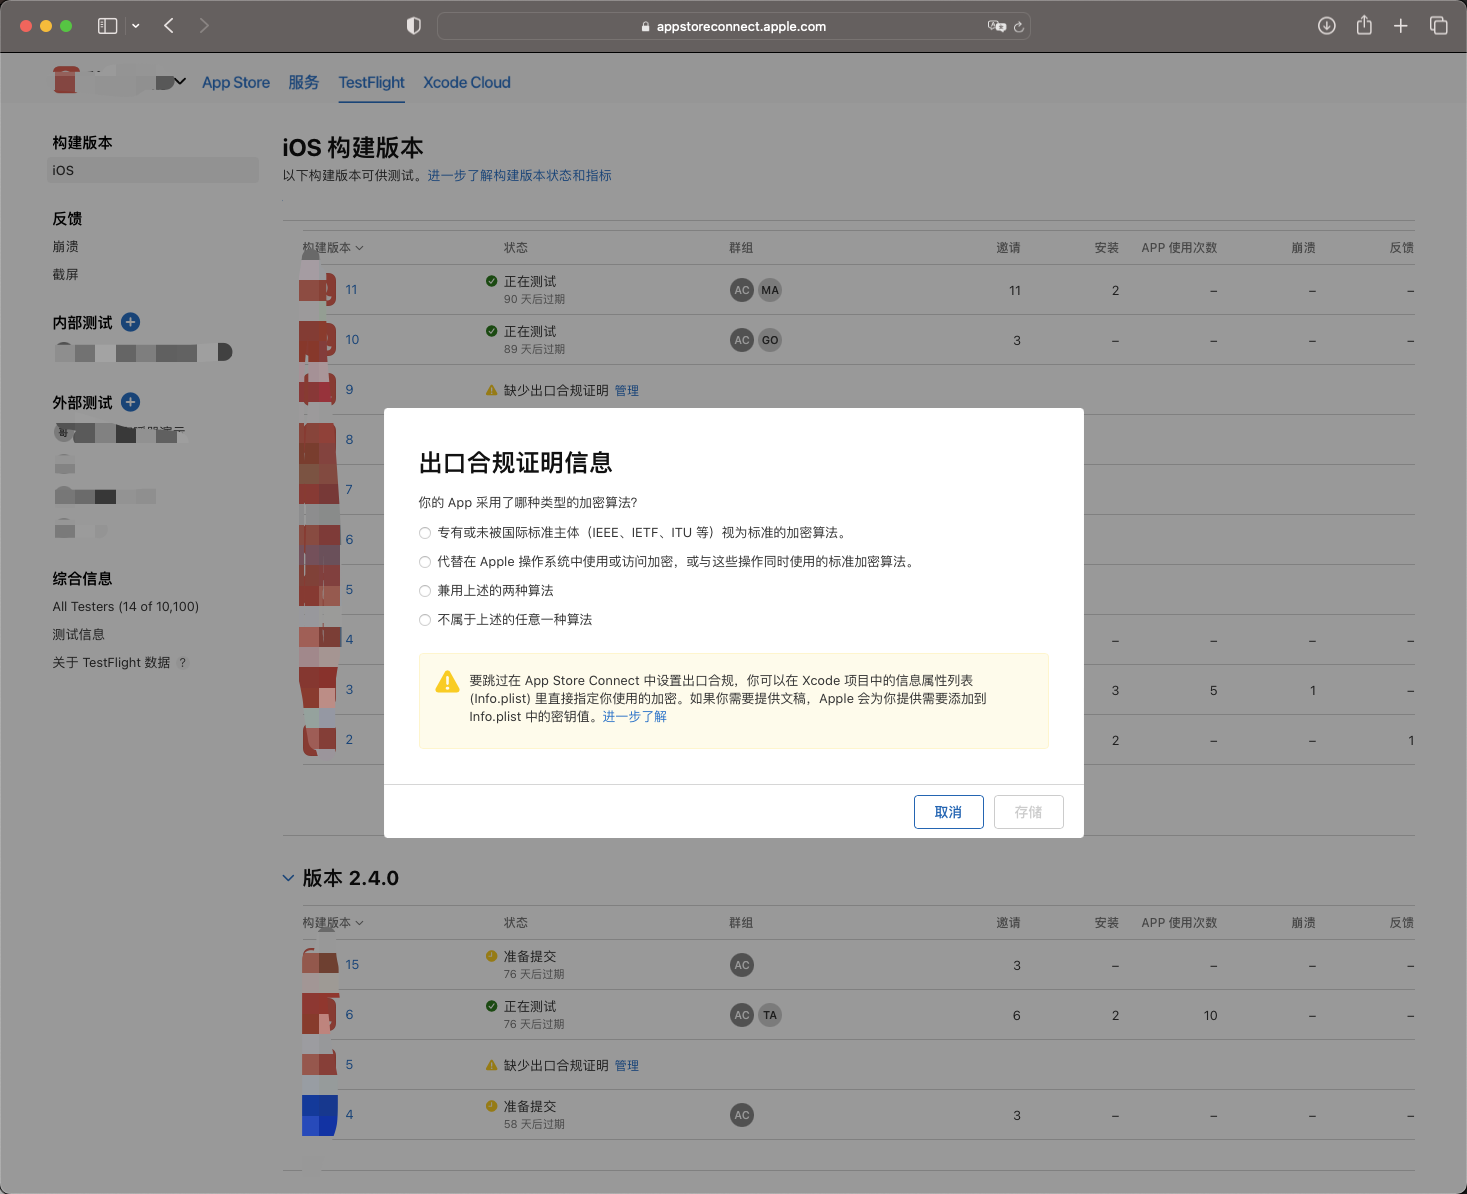 appstoreconnect.apple.com
App Store 服务 TestFlight Xcode Cloud
构建版本
iOS
反馈
崩溃
截屏
内部测试
外部测试
综合信息
All Testers (14 of 10,100)
测试信息
关于 TestFlight 数据 ?
iOS 构建版本
以下构建版本可供测试。进一步了解构建版本状态和指标
构建版本 状态 群组 邀请 安装 APP 使用次数 崩溃 反馈
11 正在测试 AC MA 11 2 – – –
90 天后过期
10 正在测试 AC GO 3 – – – –
89 天后过期
9 缺少出口合规证明 管理
8
7
6
5
4 – – – –
3 3 5 1 –
2 2 – – 1
出口合规证明信息
你的 App 采用了哪种类型的加密算法?
专有或未被国际标准主体（IEEE、IETF、ITU 等）视为标准的加密算法。
代替在 Apple 操作系统中使用或访问加密，或与这些操作同时使用的标准加密算法。
兼用上述的两种算法
不属于上述的任意一种算法
要跳过在 App Store Connect 中设置出口合规，你可以在 Xcode 项目中的信息属性列表
(Info.plist) 里直接指定你使用的加密。如果你需要提供文稿，Apple 会为你提供需要添加到
Info.plist 中的密钥值。进一步了解
取消 存储
版本 2.4.0
构建版本 状态 群组 邀请 安装 APP 使用次数 崩溃 反馈
15 准备提交 AC 3 – – – –
76 天后过期
6 正在测试 AC TA 6 2 10 – –
76 天后过期
5 缺少出口合规证明 管理
4 准备提交 AC 3 – – – –
58 天后过期